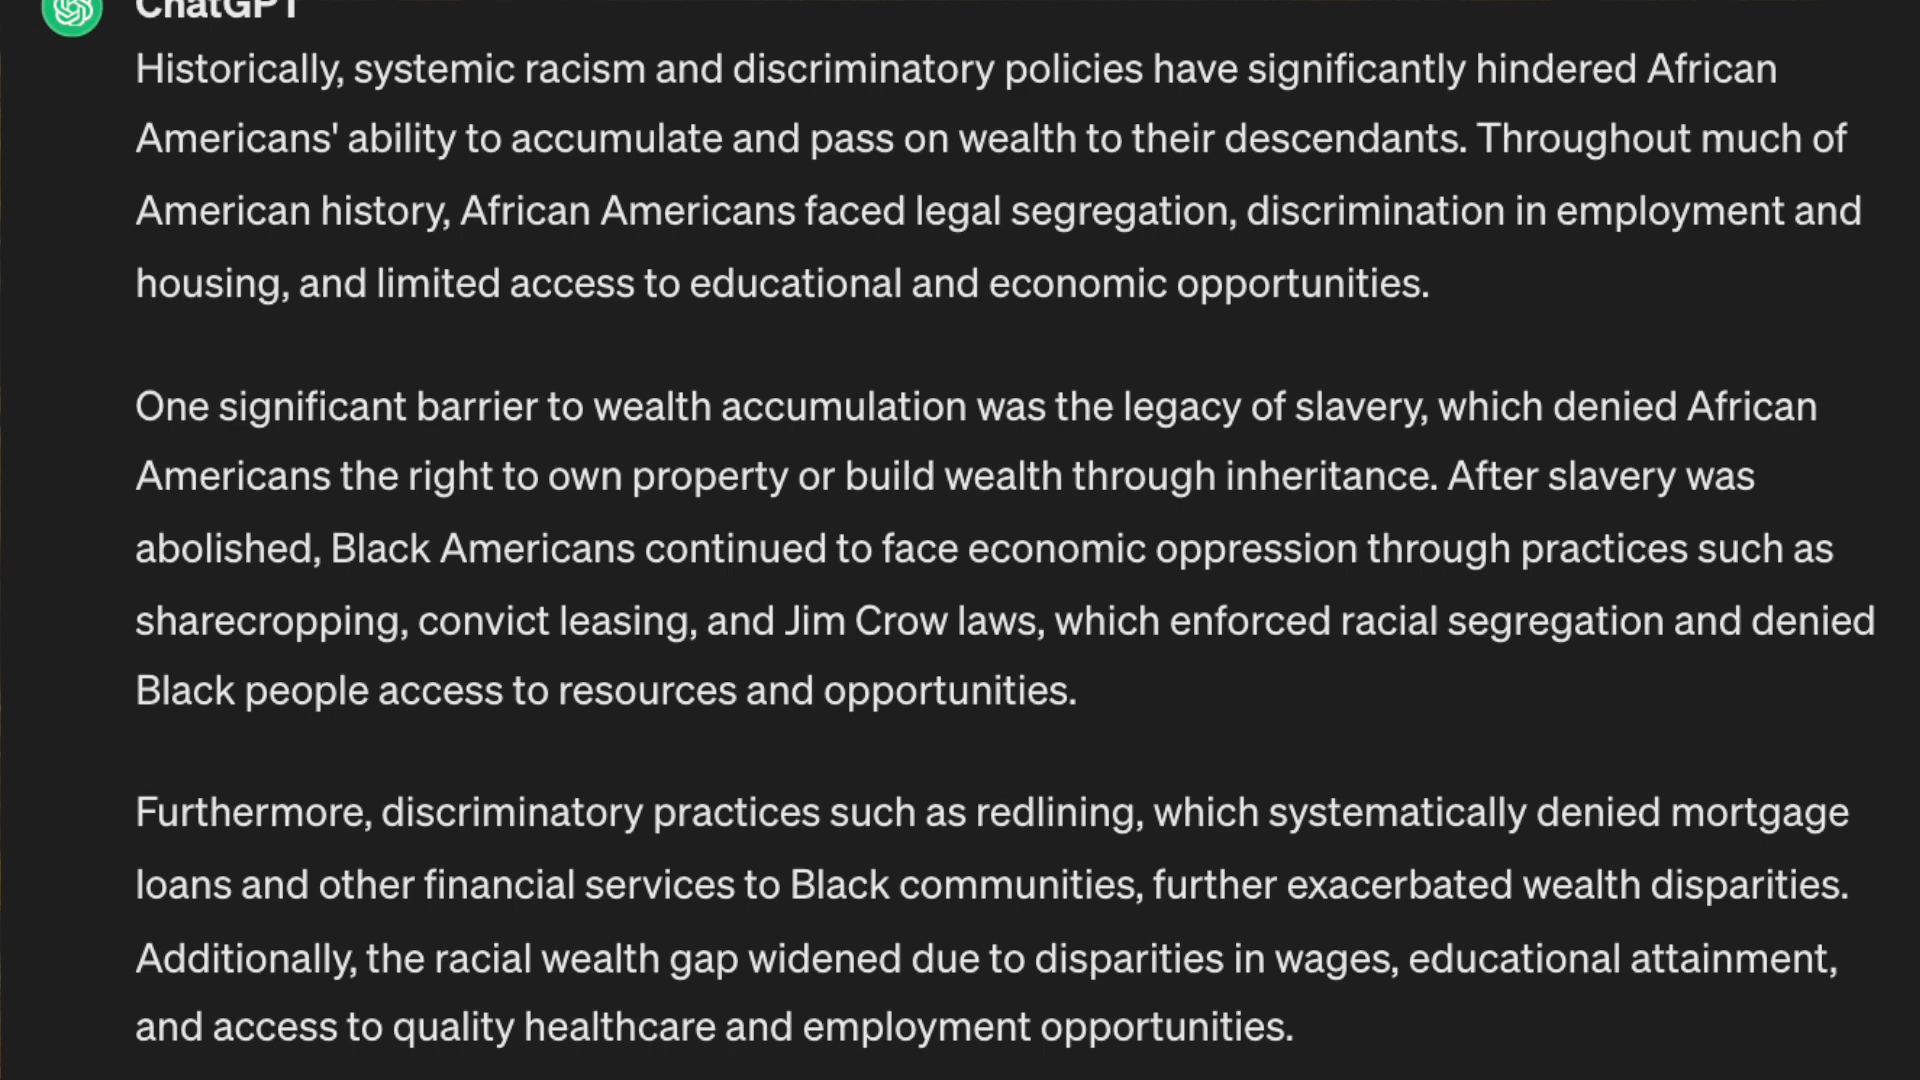 ChatGPT
Historically, systemic racism and discriminatory policies have significantly hindered African
Americans' ability to accumulate and pass on wealth to their descendants. Throughout much of
American history, African Americans faced legal segregation, discrimination in employment and
housing, and limited access to educational and economic opportunities.
One significant barrier to wealth accumulation was the legacy of slavery, which denied African
Americans the right to own property or build wealth through inheritance. After slavery was
abolished, Black Americans continued to face economic oppression through practices such as
sharecropping, convict leasing, and Jim Crow laws, which enforced racial segregation and denied
Black people access to resources and opportunities.
Furthermore, discriminatory practices such as redlining, which systematically denied mortgage
loans and other financial services to Black communities, further exacerbated wealth disparities.
Additionally, the racial wealth gap widened due to disparities in wages, educational attainment,
and access to quality healthcare and employment opportunities.